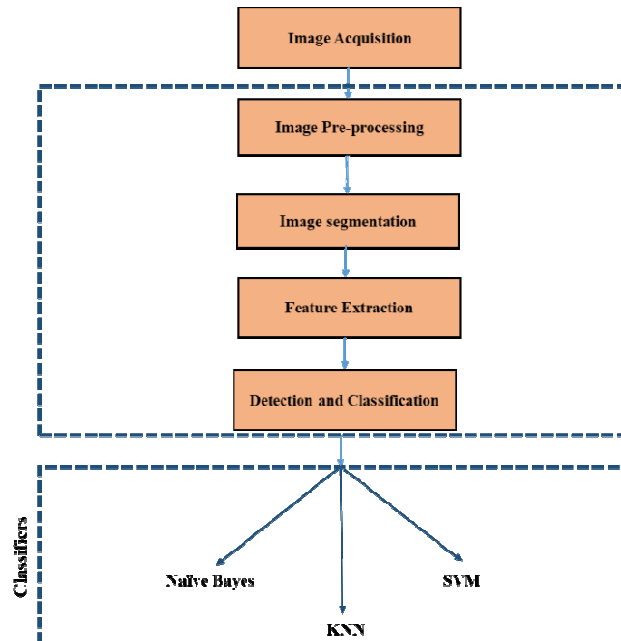 Image Acquisition
Image Pre-processing
Image segmentation
Feature Extraction
Detection and Classification
Classifiers
Naïve Bayes
SVM
KNN